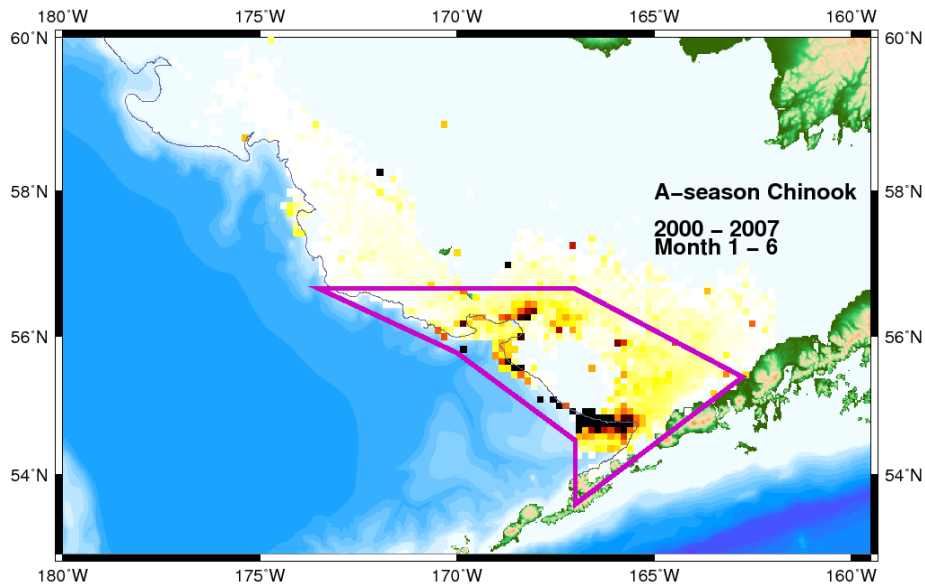 180˚W 175˚W 170˚W 165˚W 160˚W
60˚N 60˚N
58˚N 58˚N
A−season Chinook
2000 − 2007
Month 1 − 6
56˚N 56˚N
54˚N 54˚N
180˚W 175˚W 170˚W 165˚W 160˚W